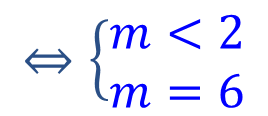 ⇔ { m < 2
m = 6